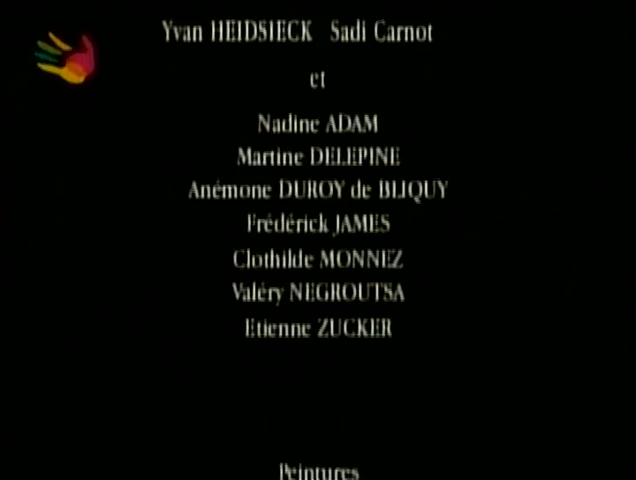 Yvan HEIDSIECK Sadi Carnot
et
Nadine ADAM
Martine DELEPINE
Anémone DUROY de BLIQUY
Frédérick JAMES
Clothilde MONNEZ
Valéry NEGROUTSA
Etienne ZUCKER
Peintures